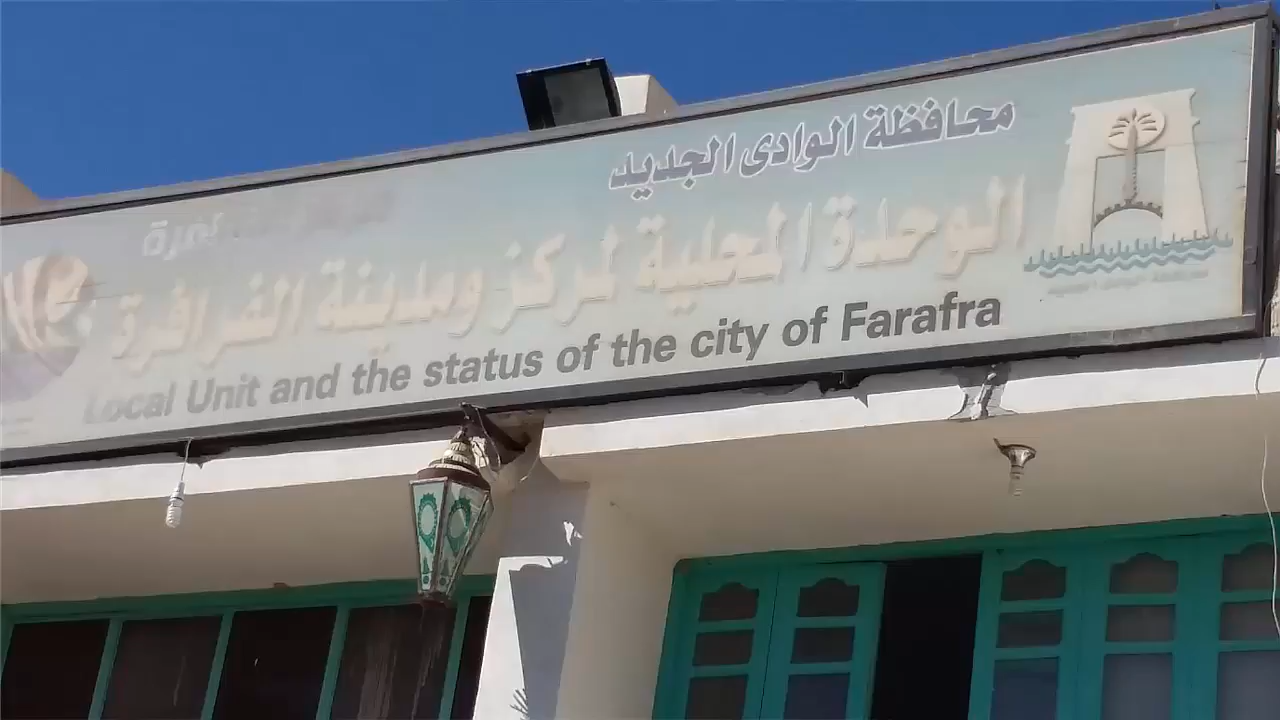 محافظة الوادى الجديد
الوحدة المحلية لمركز ومدينة الفرافرة
Local Unit and the status of the city of Farafra